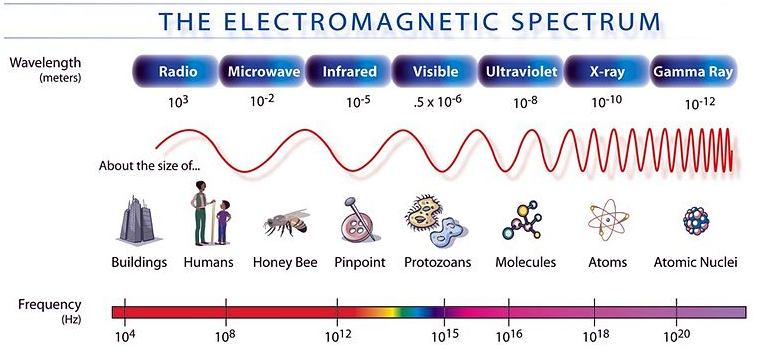 THE ELECTROMAGNETIC SPECTRUM
Wavelength
(meters)
Radio Microwave Infrared Visible Ultraviolet X-ray Gamma Ray
10³ 10⁻² 10⁻⁵ .5 x 10⁻⁶ 10⁻⁸ 10⁻¹⁰ 10⁻¹²
About the size of...
Buildings Humans Honey Bee Pinpoint Protozoans Molecules Atoms Atomic Nuclei
Frequency
(Hz)
10⁴ 10⁸ 10¹² 10¹⁵ 10¹⁶ 10¹⁸ 10²⁰